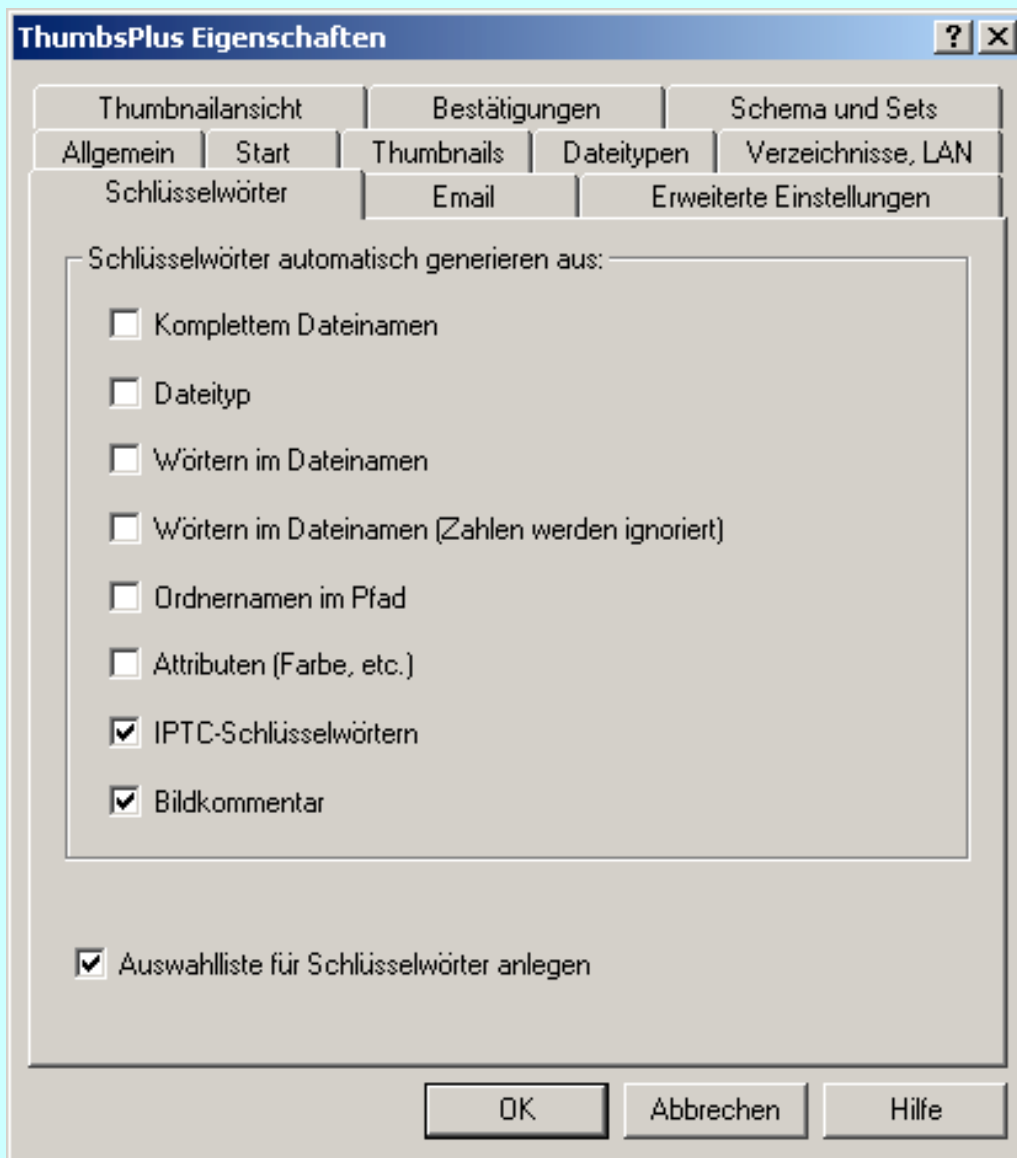 ThumbsPlus Eigenschaften
Thumbnailansicht Bestätigungen Schema und Sets
Allgemein Start Thumbnails Dateitypen Verzeichnisse, LAN
Schlüsselwörter Email Erweiterte Einstellungen
Schlüsselwörter automatisch generieren aus:
Komplettem Dateinamen
Dateityp
Wörtern im Dateinamen
Wörtern im Dateinamen (Zahlen werden ignoriert)
Ordnernamen im Pfad
Attributen (Farbe, etc.)
IPTC-Schlüsselwörtern
Bildkommentar
Auswahlliste für Schlüsselwörter anlegen
OK Abbrechen Hilfe